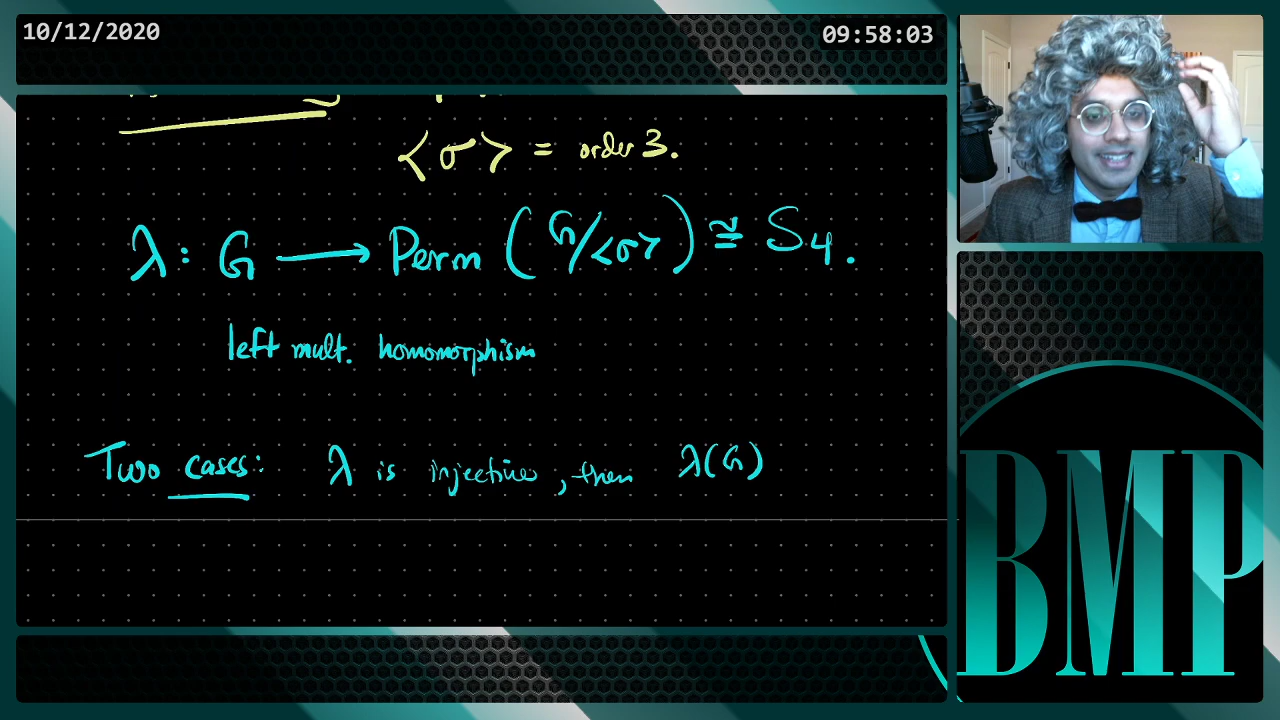 10/12/2020
09:58:03
<σ> = order 3.
λ: G → Perm (G/<σ>) ≅ S₄.
left mult. homomorphism
Two cases: λ is injective, then λ(G)
BMP